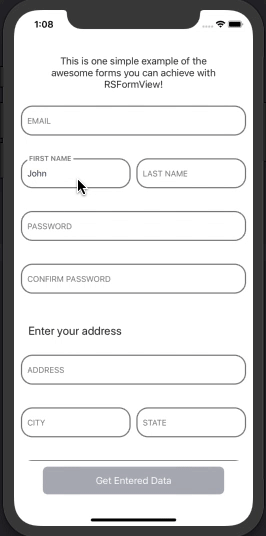 1:08
This is one simple example of the
awesome forms you can achieve with
RSFormView!
EMAIL
FIRST NAME
John
LAST NAME
PASSWORD
CONFIRM PASSWORD
Enter your address
ADDRESS
CITY
STATE
Get Entered Data